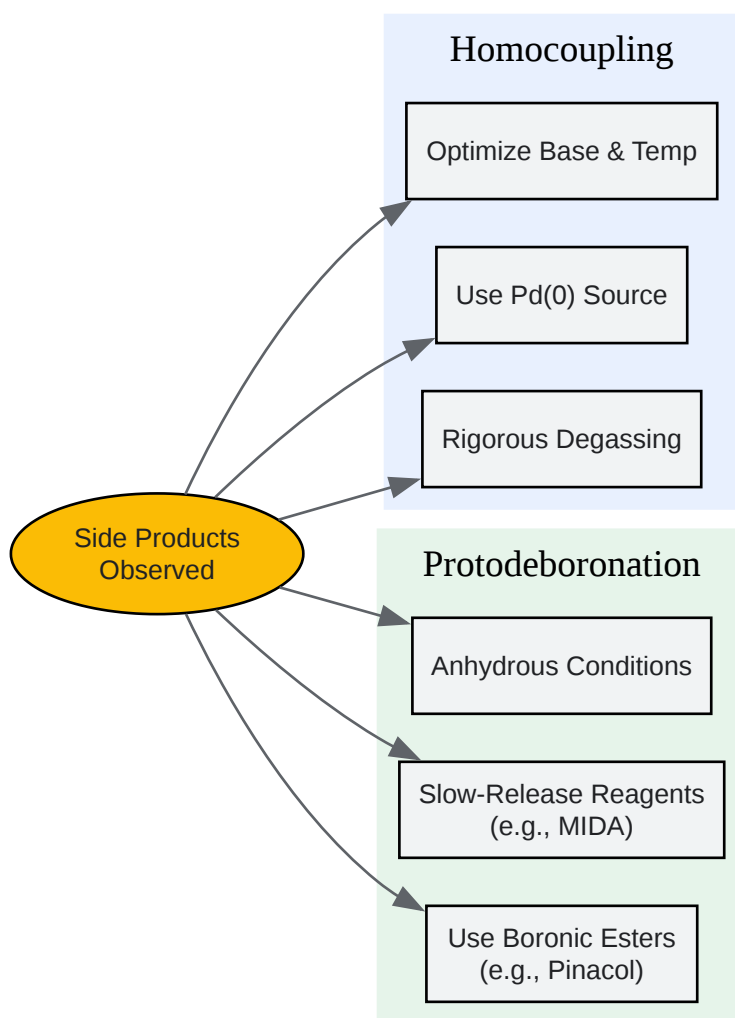 Homocoupling
Optimize Base & Temp
Use Pd(0) Source
Rigorous Degassing
Side Products
Observed
Protodeboronation
Anhydrous Conditions
Slow-Release Reagents
(e.g., MIDA)
Use Boronic Esters
(e.g., Pinacol)